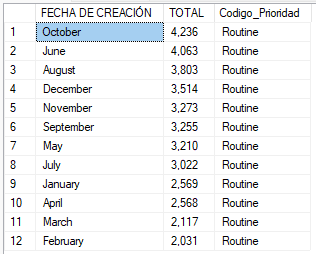 FECHA DE CREACIÓN TOTAL Codigo_Prioridad
1 October 4,236 Routine
2 June 4,063 Routine
3 August 3,803 Routine
4 December 3,514 Routine
5 November 3,273 Routine
6 September 3,255 Routine
7 May 3,210 Routine
8 July 3,022 Routine
9 January 2,569 Routine
10 April 2,568 Routine
11 March 2,117 Routine
12 February 2,031 Routine